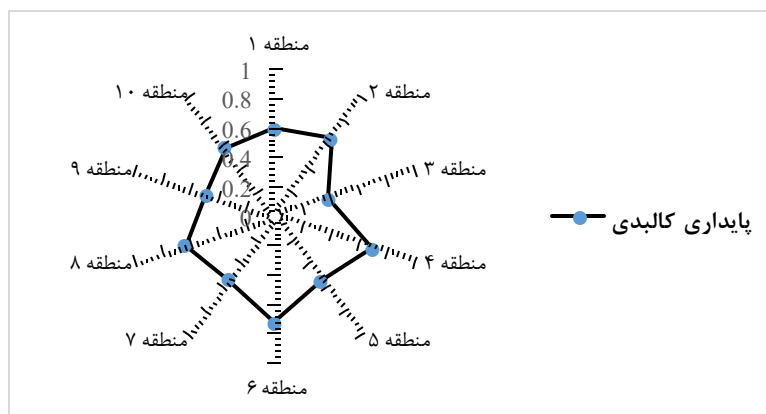 منطقه ۱
منطقه ۲
منطقه ۳
منطقه ۴
منطقه ۵
منطقه ۶
منطقه ۷
منطقه ۸
منطقه ۹
منطقه ۱۰
1
0.8
0.6
0.4
0.2
0
پایداری کالبدی